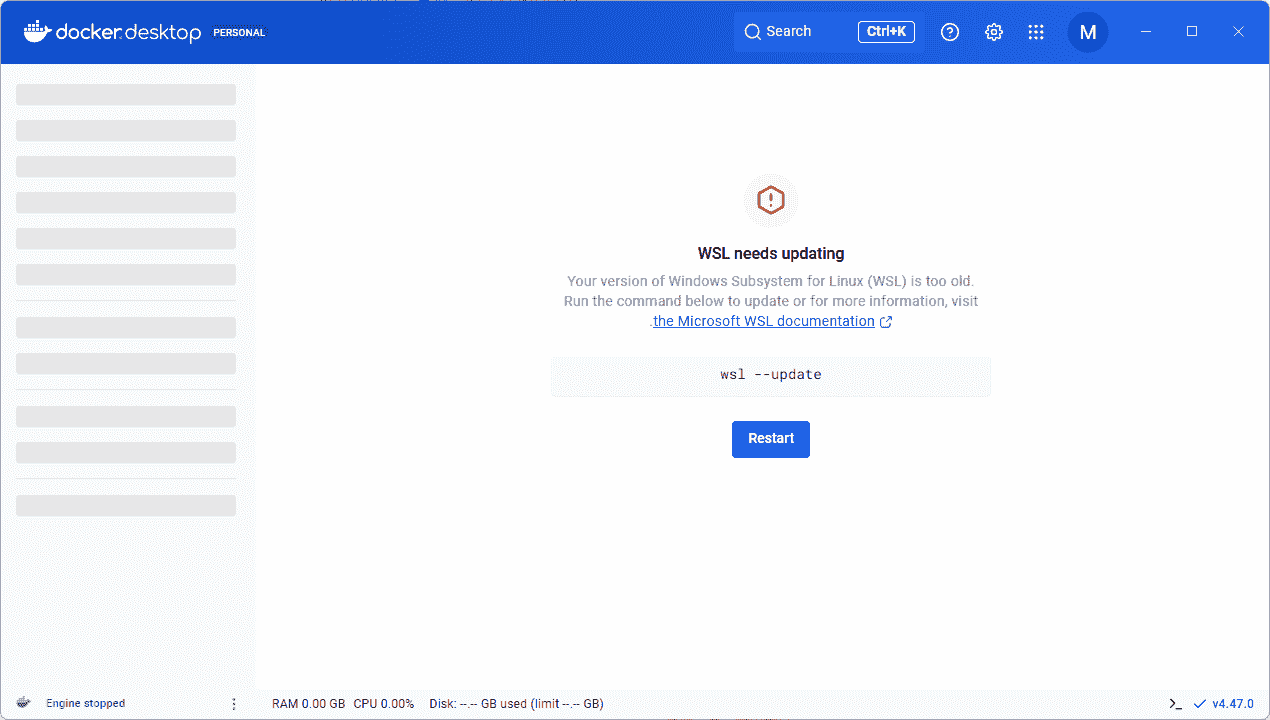 docker desktop PERSONAL
Search Ctrl+K
M
WSL needs updating
Your version of Windows Subsystem for Linux (WSL) is too old.
Run the command below to update or for more information, visit
.the Microsoft WSL documentation
wsl --update
Restart
Engine stopped
RAM 0.00 GB CPU 0.00% Disk: --.-- GB used (limit --.-- GB)
v4.47.0